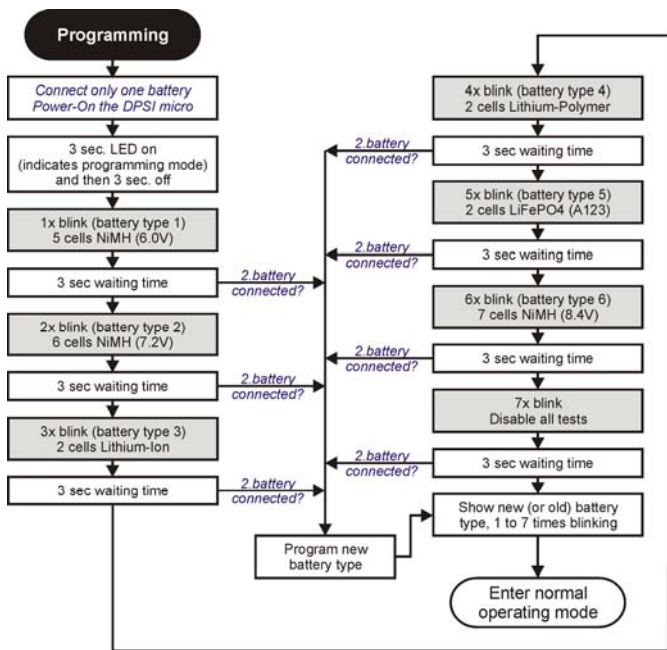 Programming
Connect only one battery
Power-On the DPSI micro
3 sec. LED on
(indicates programming mode)
and then 3 sec. off
1x blink (battery type 1)
5 cells NiMH (6.0V)
3 sec waiting time
2.battery
connected?
2x blink (battery type 2)
6 cells NiMH (7.2V)
3 sec waiting time
2.battery
connected?
3x blink (battery type 3)
2 cells Lithium-Ion
3 sec waiting time
2.battery
connected?
4x blink (battery type 4)
2 cells Lithium-Polymer
2.battery
connected?
3 sec waiting time
5x blink (battery type 5)
2 cells LiFePO4 (A123)
2.battery
connected?
3 sec waiting time
6x blink (battery type 6)
7 cells NiMH (8.4V)
2.battery
connected?
3 sec waiting time
7x blink
Disable all tests
2.battery
connected?
3 sec waiting time
Program new
battery type
Show new (or old) battery
type, 1 to 7 times blinking
Enter normal
operating mode